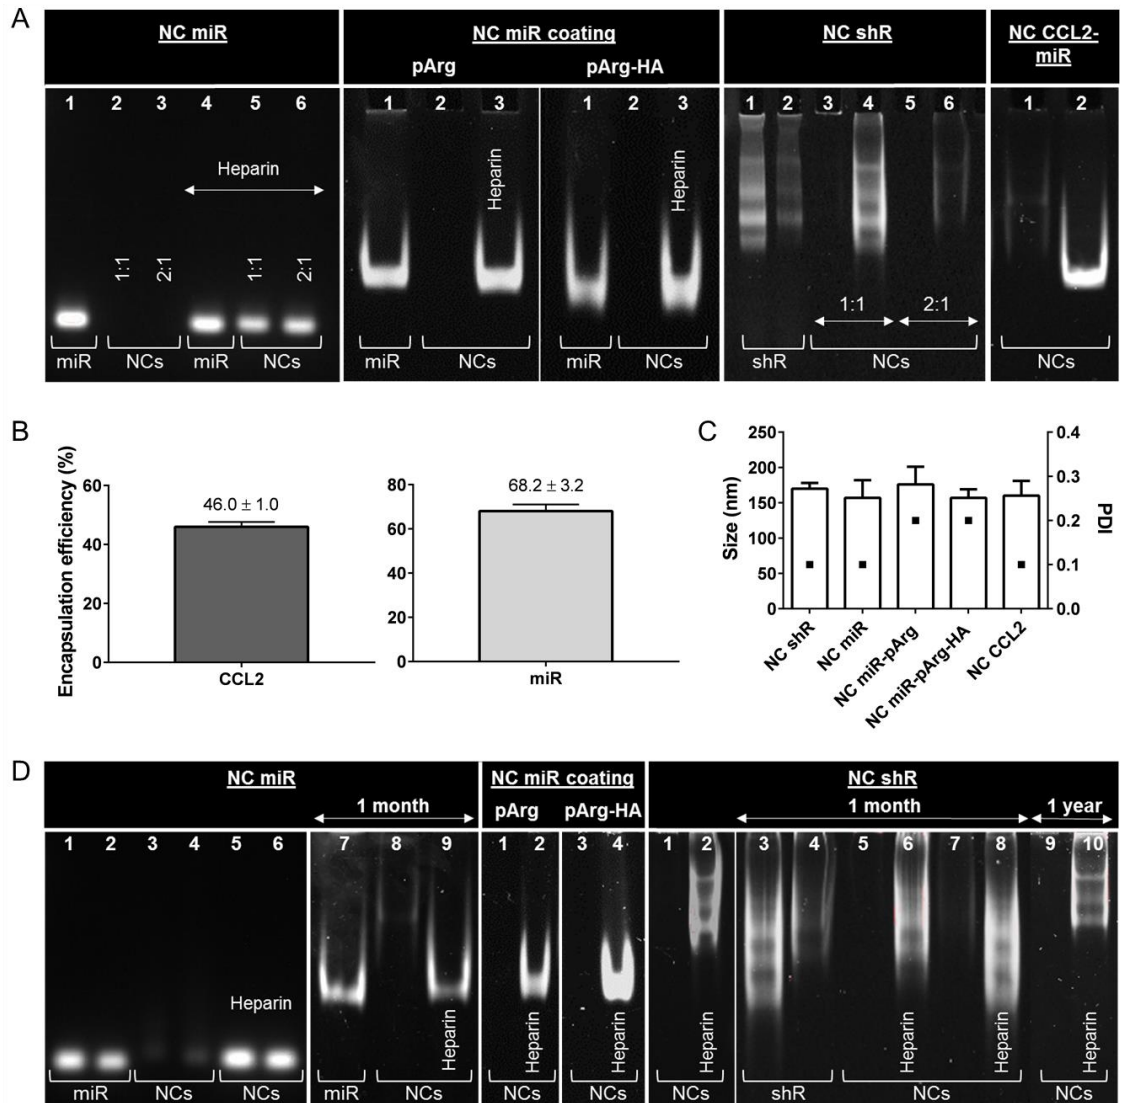 A
NC miR
NC miR coating
pArg pArg-HA
NC shR
NC CCL2-
miR
1 2 3 4 5 6
1 2 3
1 2 3
1 2 3 4 5 6
1 2
Heparin
1:1 2:1 1:1 2:1
Heparin
Heparin
1:1 2:1
miR NCs miR NCs
miR NCs
miR NCs
shR NCs
NCs
B
Encapsulation efficiency (%)
60
40
20
0
46.0 ± 1.0
CCL2
80
60
40
20
0
68.2 ± 3.2
miR
C
Size (nm)
250
200
150
100
50
0
0.4
0.3
0.2
0.1
0.0
PDI
NC shR
NC miR
NC miR-pArg
NC miR-pArg-HA
NC CCL2
D
NC miR
1 month
NC miR coating
pArg pArg-HA
NC shR
1 month 1 year
1 2 3 4 5 6 7 8 9
1 2 3 4
1 2 3 4 5 6 7 8 9 10
Heparin
Heparin
Heparin
Heparin
Heparin
Heparin
Heparin
Heparin
miR NCs NCs miR NCs
NCs NCs
NCs shR NCs NCs